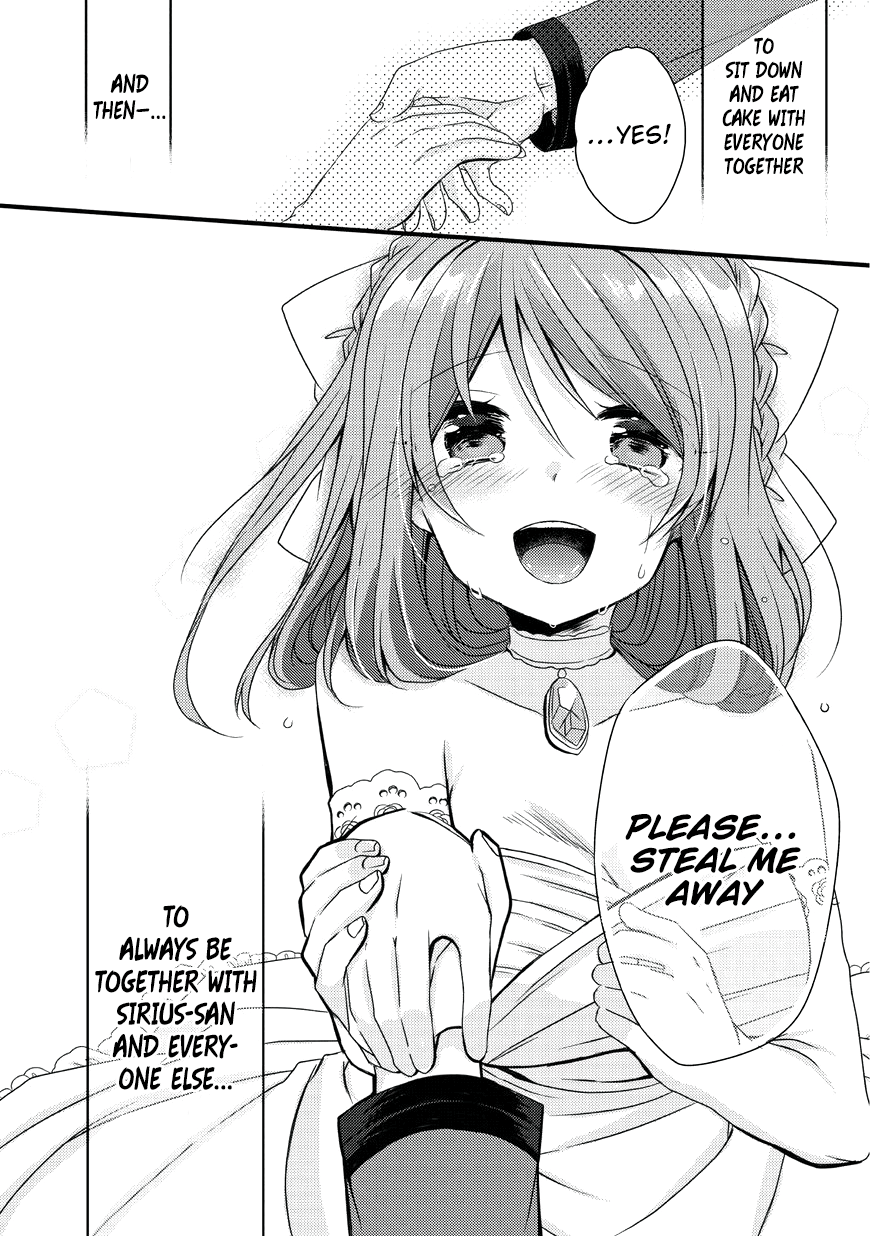 TO
SIT DOWN
AND EAT
CAKE WITH
EVERYONE
TOGETHER
...YES!
AND
THEN—...
PLEASE...
STEAL ME
AWAY
TO
ALWAYS BE
TOGETHER WITH
SIRIUS-SAN
AND EVERY-
ONE ELSE...